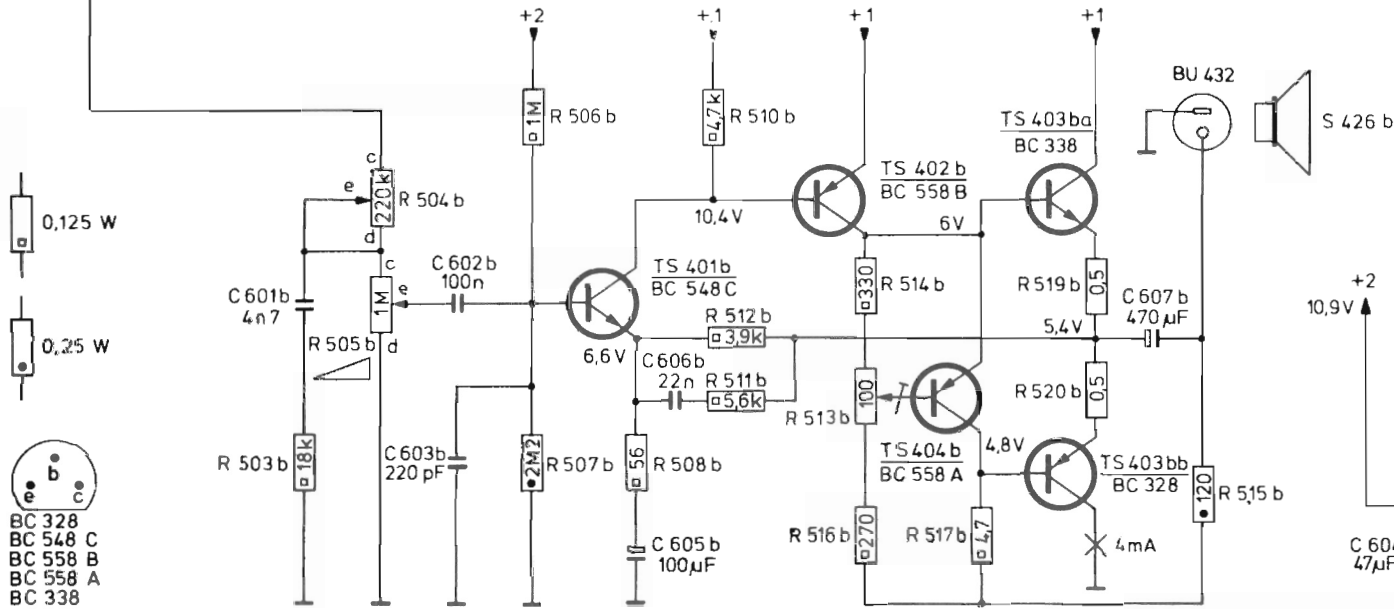 +2
+1
+1
+1
BU 432
S 426 b
1M
R 506 b
4,7k
R 510 b
TS 403 ba
BC 338
TS 402 b
BC 558 B
c
e
220k
R 504 b
d
0,125 W
10,4V
6V
C 602 b
100n
c
e
1M
d
TS 401 b
BC 548 C
330
R 514 b
R 519 b
0,5
C 607 b
470 µF
+2
10,9V
C 601 b
4n7
R 505 b
0,25 W
6,6V
R 512 b
3,9k
5,4V
C 606 b
22n
R 511 b
5,6k
R 513 b
100
R 520 b
0,5
b
e
c
R 503 b
18k
C 603 b
220 pF
2M2
R 507 b
56
R 508 b
4,8V
TS 404 b
BC 558 A
TS 403 bb
BC 328
120
R 515 b
BC 328
BC 548 C
BC 558 B
BC 558 A
BC 338
C 605 b
100µF
R 516 b
270
R 517 b
4,7
4mA
47µF